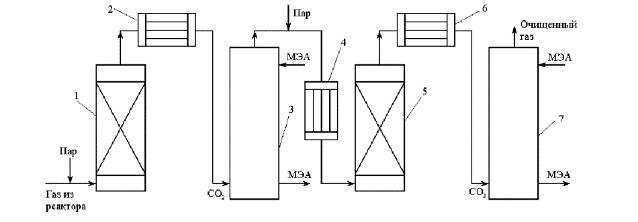 2
Пар
6
Очищенный
газ
МЭА
4
МЭА
1
3
5
7
Пар
Газ из
реактора
CO₂
МЭА
CO₂
МЭА